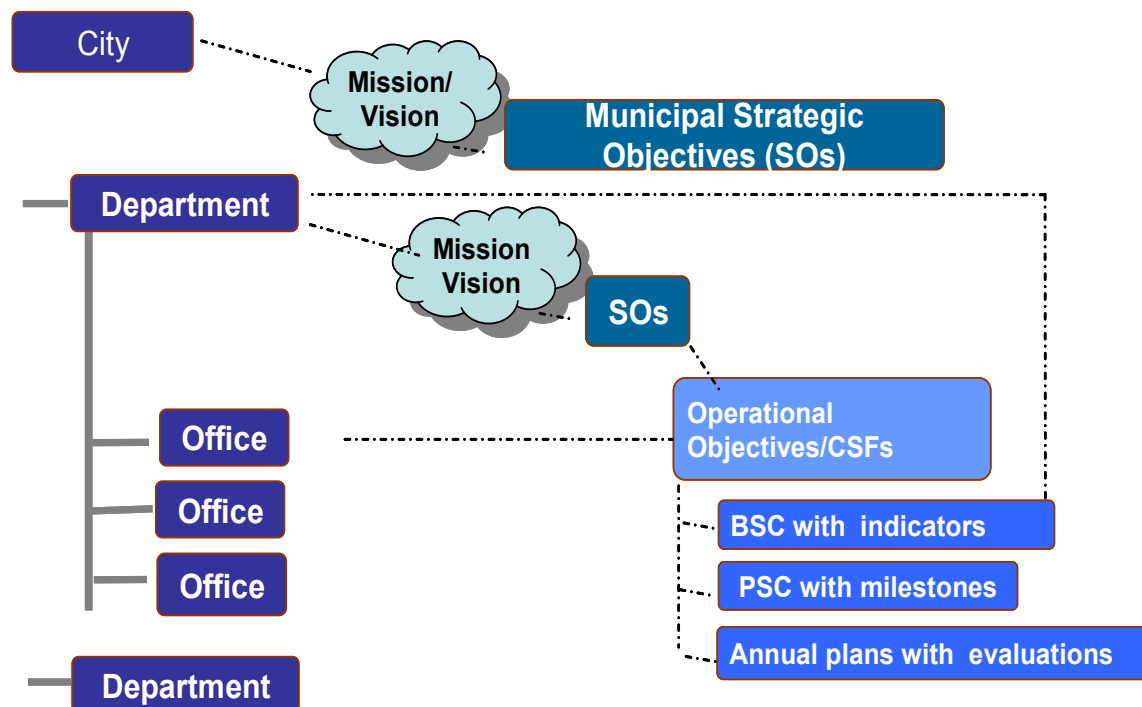 City
Mission/
Vision
Municipal Strategic
Objectives (SOs)
Department
Mission
Vision
SOs
Operational
Objectives/CSFs
Office
Office
BSC with indicators
Office
PSC with milestones
Annual plans with evaluations
Department